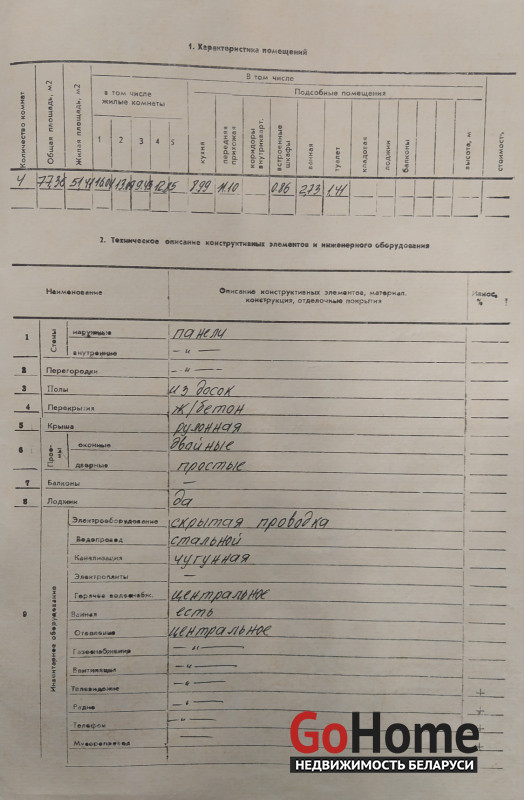 1. Характеристика помещений
В том числе
в том числе жилые комнаты
Подсобные помещения
Количество комнат
Общая площадь, м2
Жилая площадь, м2
1 2 3 4 5
кухня
передняя прихожая
коридоры внутрикварт.
встроенные шкафы
ванная
туалет
кладовая
лоджии
балконы
высота, м
стоимость
4 77,36 8,99 11.10 0.86 2.73 1.41
2. Техническое описание конструктивных элементов и инженерного оборудования
Наименование
Описание конструктивных элементов, материал, конструкция, отделочные покрытия
Износ, %
1 Стены наружные панели
внутренние — " —
2 Перегородки — " —
3 Полы из досок
4 Перекрытия ж/бетон
5 Крыша рулонная
6 Проемы оконные двойные
дверные простые
7 Балконы —
8 Лоджии да
9 Инженерное оборудование
Электрооборудование скрытая проводка
Водопровод стальной
Канализация чугунная
Электроплиты —
Горячее водоснабж. центральное
Ванная есть
Отопление центральное
Газоснабжение — " —
Вентиляция — " —
Телевидение — " — +
Радио — " — +
Телефон — " —
Мусоропровод — " —
GoHome
НЕДВИЖИМОСТЬ БЕЛАРУСИ